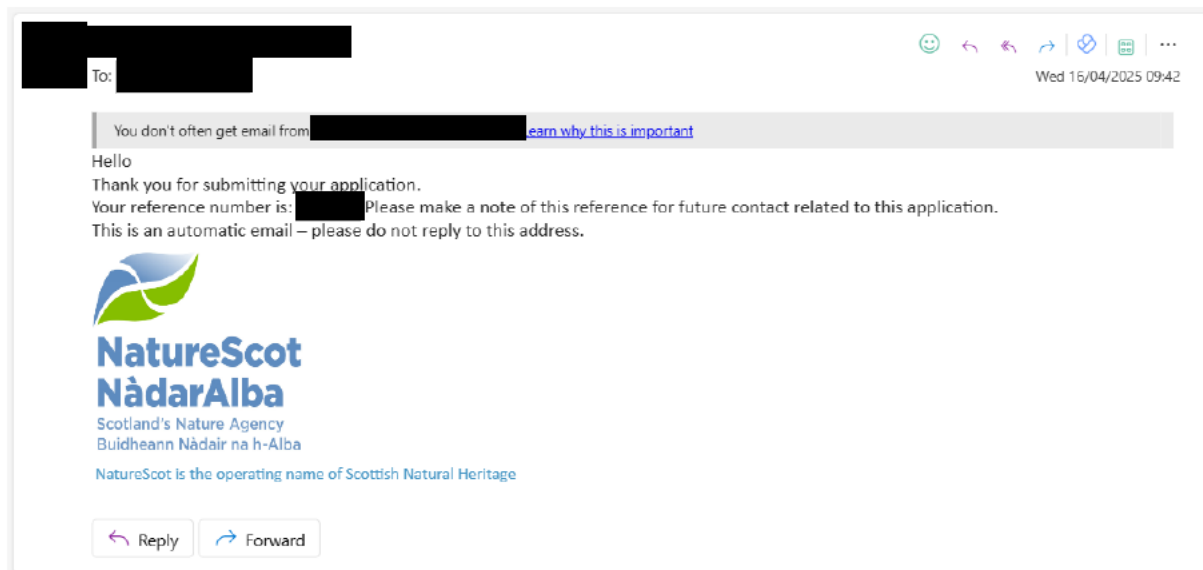 To:
Wed 16/04/2025 09:42
You don't often get email from earn why this is important
Hello
Thank you for submitting your application.
Your reference number is: Please make a note of this reference for future contact related to this application.
This is an automatic email – please do not reply to this address.
NatureScot
NàdarAlba
Scotland's Nature Agency
Buidheann Nàdair na h-Alba
NatureScot is the operating name of Scottish Natural Heritage
Reply Forward